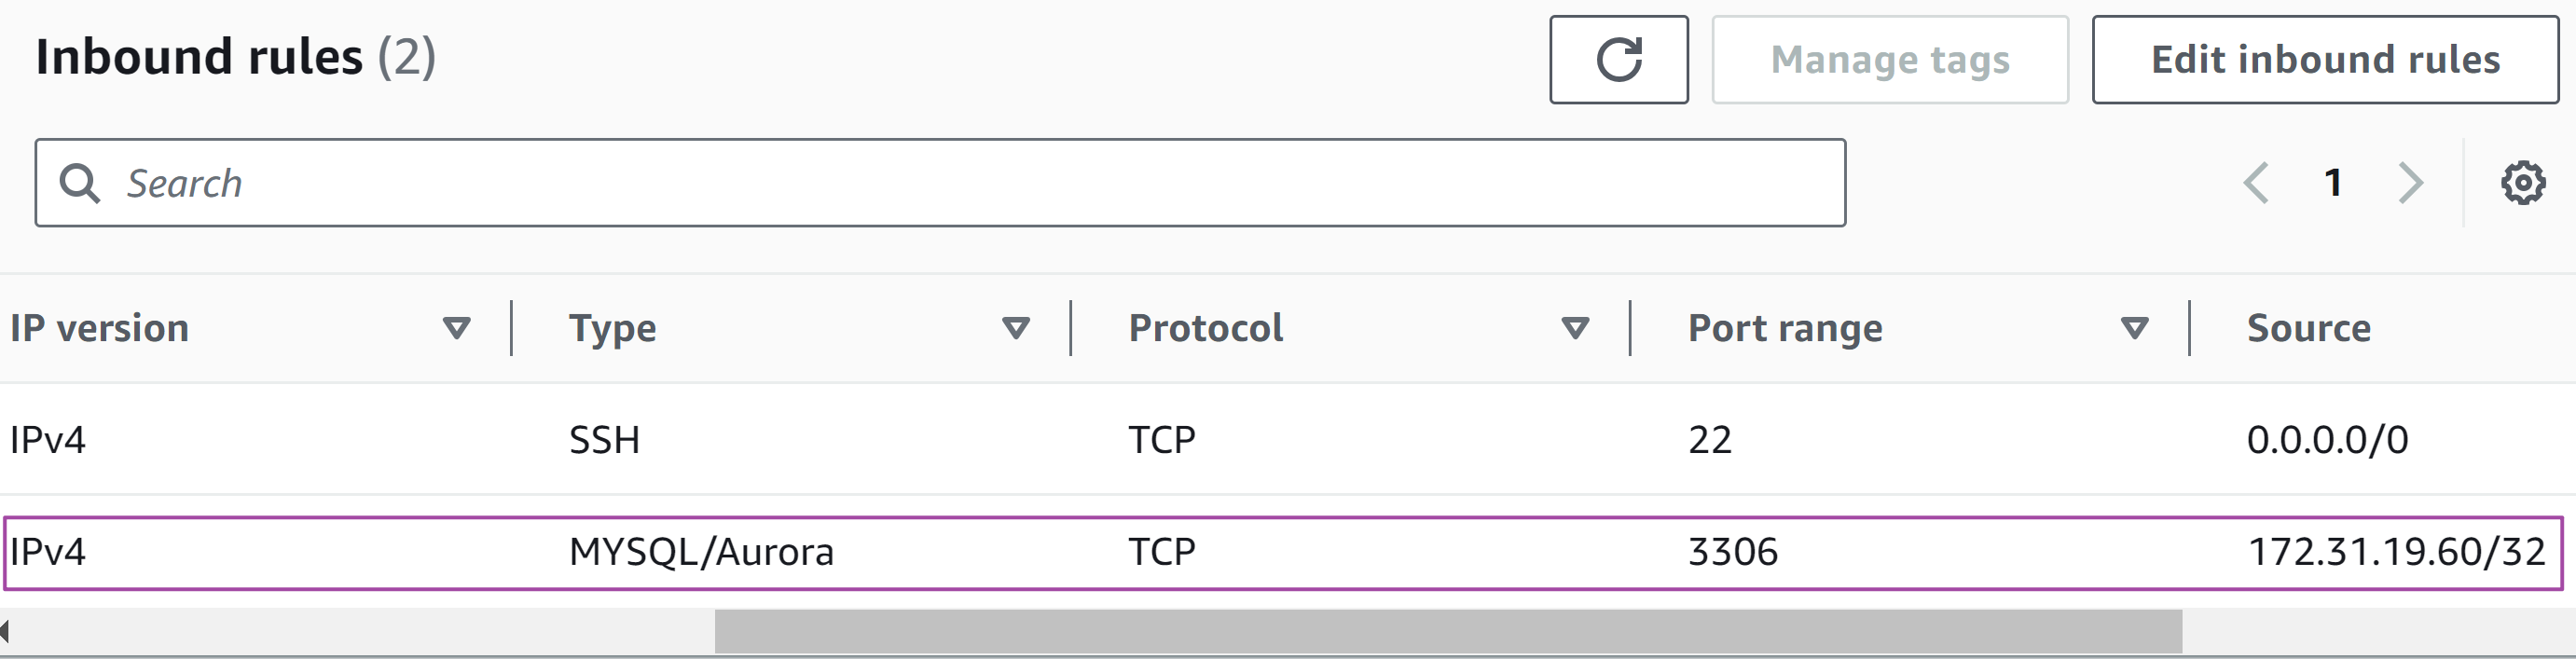 Inbound rules (2)
Manage tags
Edit inbound rules
Search
1
IP version Type Protocol Port range Source
IPv4 SSH TCP 22 0.0.0.0/0
IPv4 MYSQL/Aurora TCP 3306 172.31.19.60/32